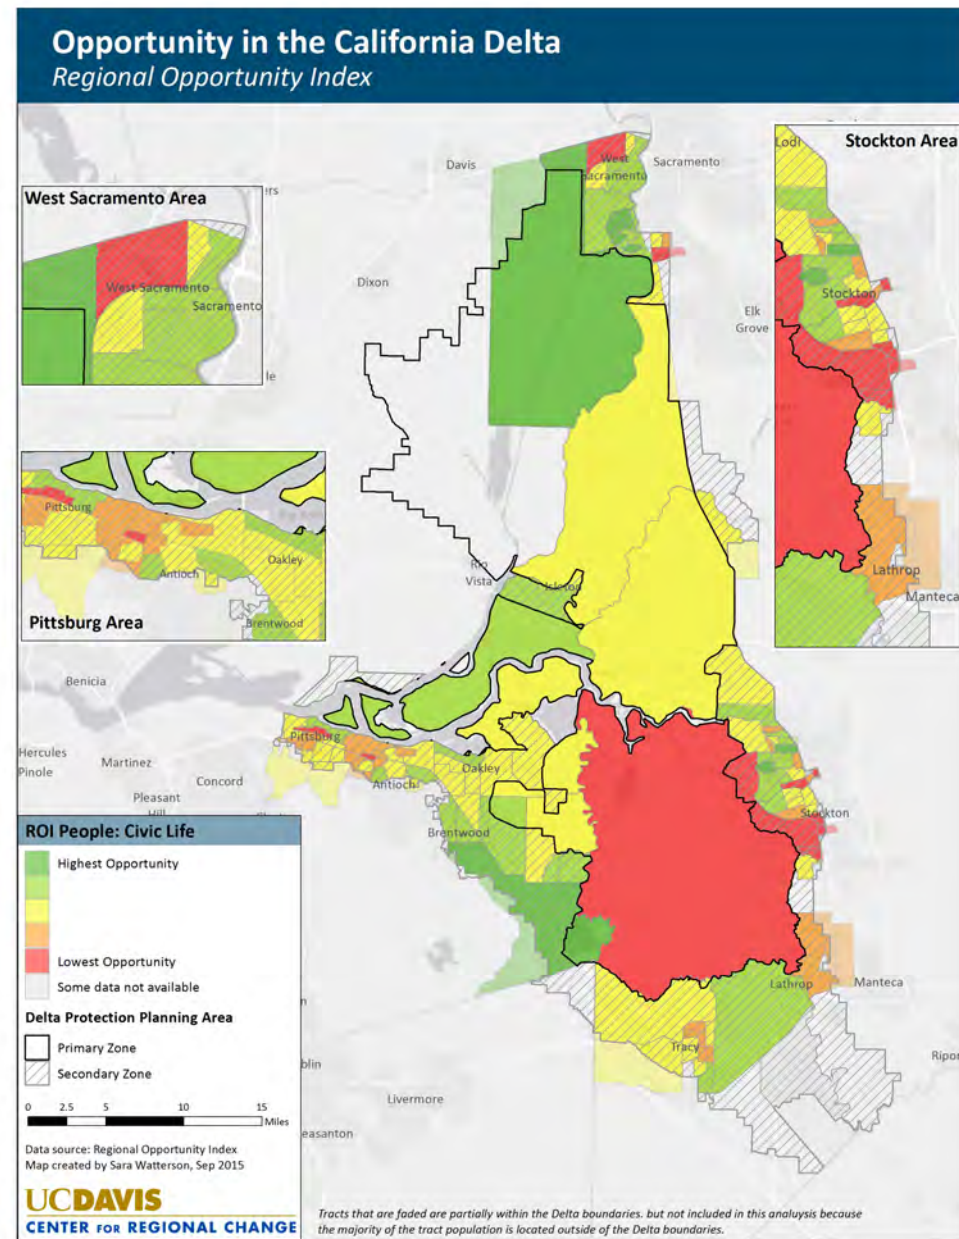 Opportunity in the California Delta
Regional Opportunity Index
Stockton Area
Lodi
Stockton
Lathrop
Manteca
West Sacramento Area
West Sacramento
Sacramento
Davis
West
Sacramento
Sacramento
Dixon
Elk
Grove
Pittsburg
Antioch
Oakley
Brentwood
Pittsburg Area
Rio
Vista
Isleton
Benicia
Hercules
Pinole
Martinez
Concord
Pleasant
Hill
Pittsburg
Antioch
Oakley
Brentwood
Stockton
Lathrop
Manteca
Tracy
Ripon
Livermore
blin
easanton
ROI People: Civic Life
Highest Opportunity
Lowest Opportunity
Some data not available
Delta Protection Planning Area
Primary Zone
Secondary Zone
0 2.5 5 10 15
Miles
Data source: Regional Opportunity Index
Map created by Sara Watterson, Sep 2015
UCDAVIS
CENTER FOR REGIONAL CHANGE
Tracts that are faded are partially within the Delta boundaries. but not included in this analuysis because
the majority of the tract population is located outside of the Delta boundaries.